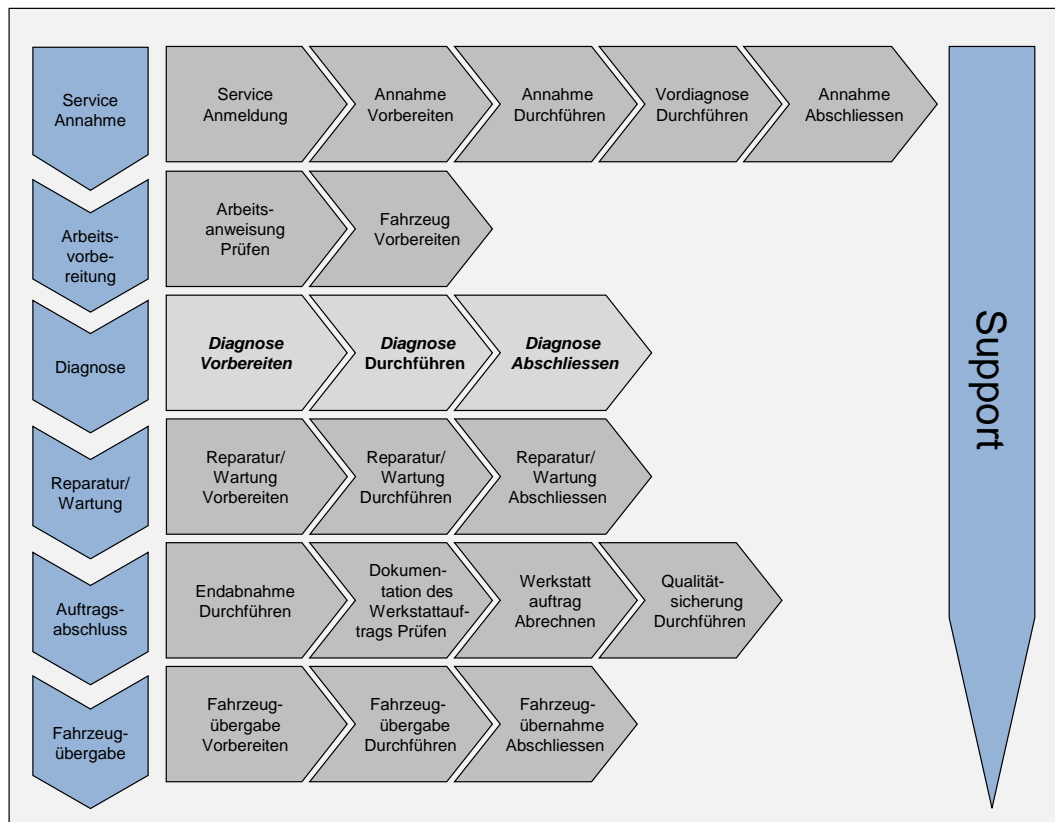 Service
Annahme
Service
Anmeldung
Annahme
Vorbereiten
Annahme
Durchführen
Vordiagnose
Durchführen
Annahme
Abschliessen
Arbeits-
vorbe-
reitung
Arbeits-
anweisung
Prüfen
Fahrzeug
Vorbereiten
Diagnose
Diagnose
Vorbereiten
Diagnose
Durchführen
Diagnose
Abschliessen
Reparatur/
Wartung
Reparatur/
Wartung
Vorbereiten
Reparatur/
Wartung
Durchführen
Reparatur/
Wartung
Abschliessen
Auftrags-
abschluss
Endabnahme
Durchführen
Dokumen-
tation des
Werkstattauf-
trags Prüfen
Werkstatt
auftrag
Abrechnen
Qualität-
sicherung
Durchführen
Fahrzeug-
übergabe
Fahrzeug-
übergabe
Vorbereiten
Fahrzeug-
übergabe
Durchführen
Fahrzeug-
übernahme
Abschliessen
Support